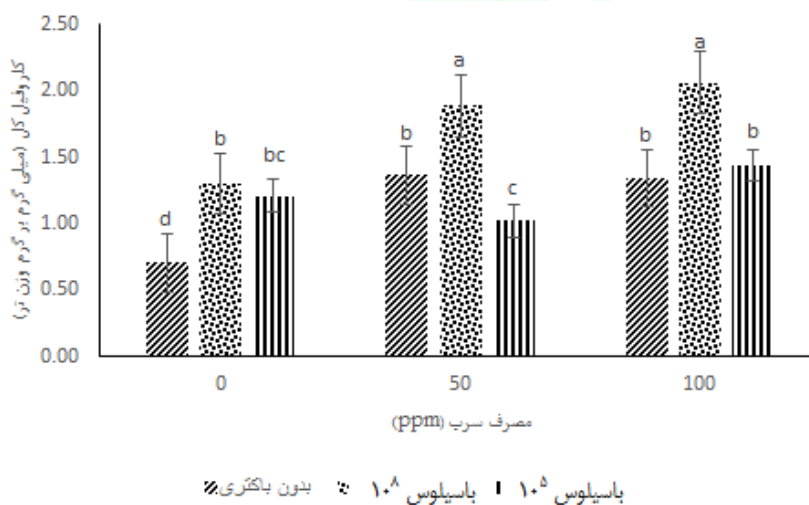 کلروفیل کل (میلی گرم بر گرم وزن تر)
2.50
2.00
1.50
1.00
0.50
0.00
d
b
bc
b
a
c
b
a
b
0
50
100
مصرف سرب (ppm)
بدون باکتری
باسیلوس ۱۰^۸
باسیلوس ۱۰^۵